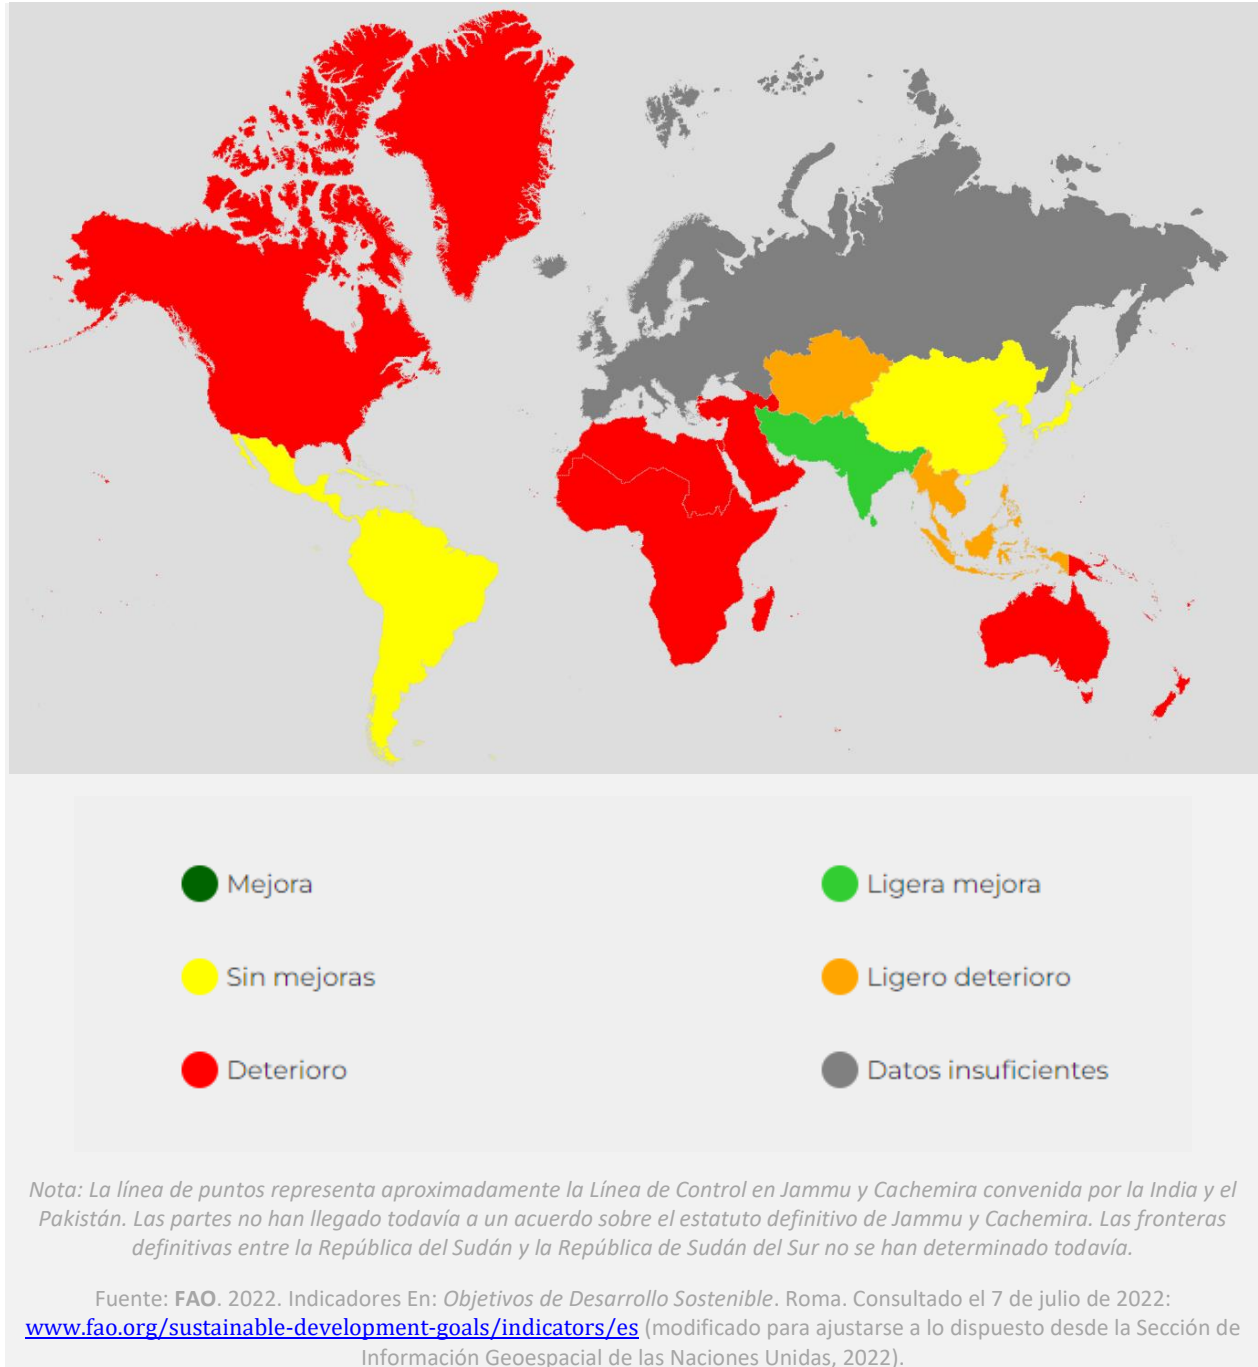 Mejora
Ligera mejora
Sin mejoras
Ligero deterioro
Deterioro
Datos insuficientes
Nota: La línea de puntos representa aproximadamente la Línea de Control en Jammu y Cachemira convenida por la India y el
Pakistán. Las partes no han llegado todavía a un acuerdo sobre el estatuto definitivo de Jammu y Cachemira. Las fronteras
definitivas entre la República del Sudán y la República de Sudán del Sur no se han determinado todavía.
Fuente: FAO. 2022. Indicadores En: Objetivos de Desarrollo Sostenible. Roma. Consultado el 7 de julio de 2022:
www.fao.org/sustainable-development-goals/indicators/es (modificado para ajustarse a lo dispuesto desde la Sección de
Información Geoespacial de las Naciones Unidas, 2022).